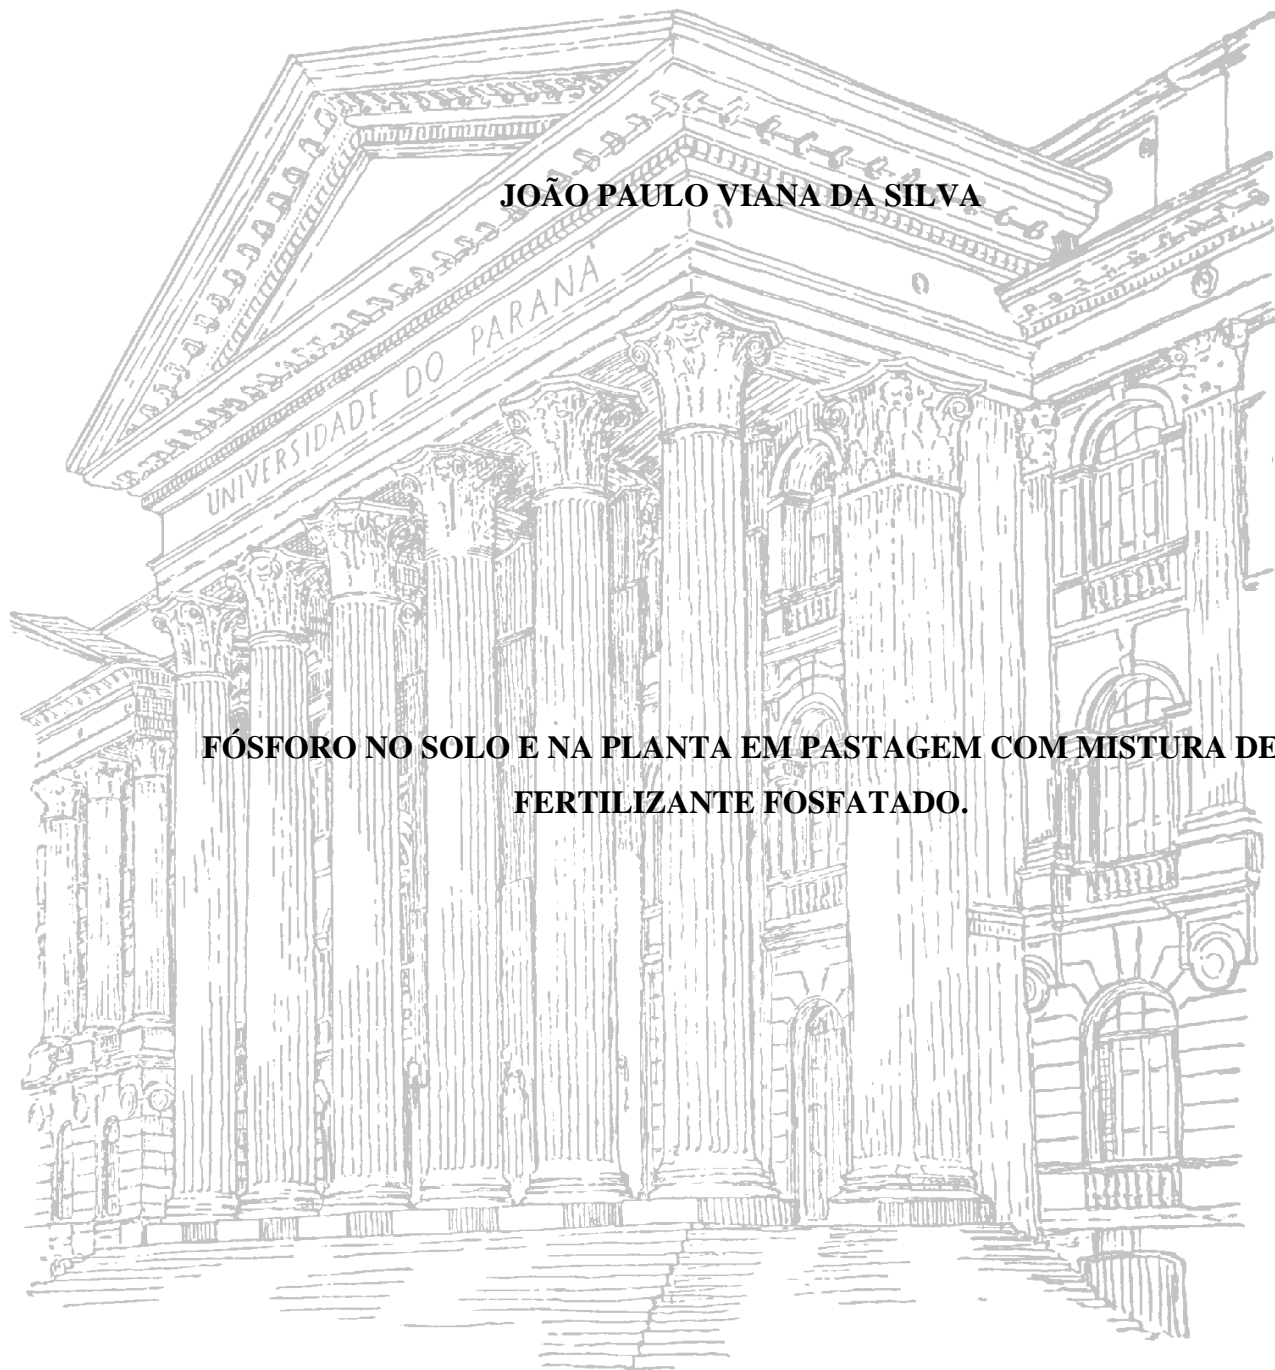 JOÃO PAULO VIANA DA SILVA
UNIVERSIDADE DO PARANÁ
FÓSFORO NO SOLO E NA PLANTA EM PASTAGEM COM MISTURA DE
FERTILIZANTE FOSFATADO.